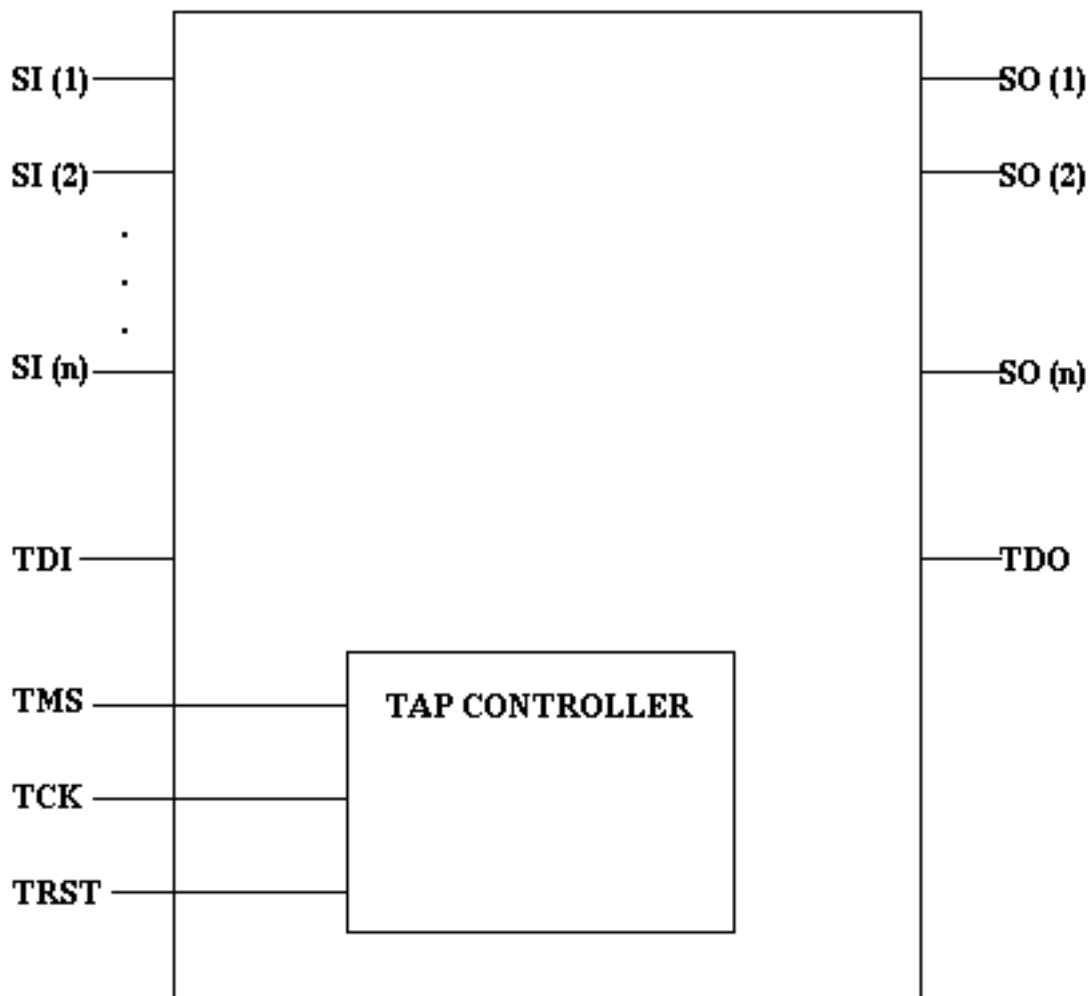 SI (1)
SO (1)
SI (2)
SO (2)
SI (n)
SO (n)
TDI
TDO
TMS
TAP CONTROLLER
TCK
TRST